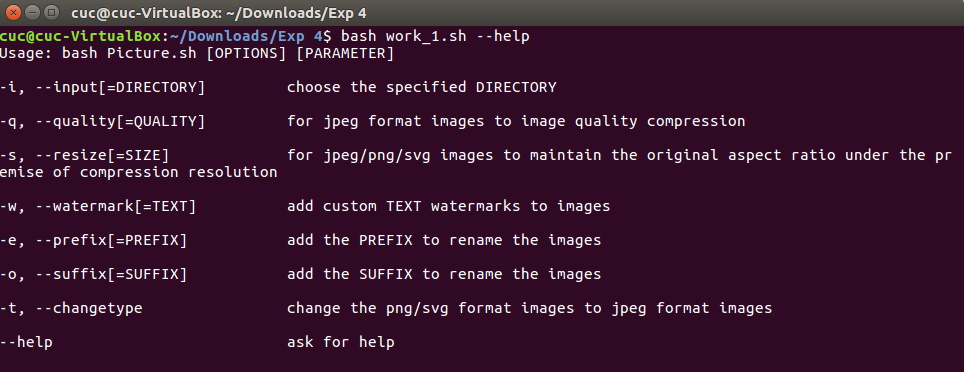 cuc@cuc-VirtualBox: ~/Downloads/Exp 4
cuc@cuc-VirtualBox:~/Downloads/Exp 4$ bash work_1.sh --help
Usage: bash Picture.sh [OPTIONS] [PARAMETER]
-i, --input[=DIRECTORY]         choose the specified DIRECTORY
-q, --quality[=QUALITY]         for jpeg format images to image quality compression
-s, --resize[=SIZE]             for jpeg/png/svg images to maintain the original aspect ratio under the pr
emise of compression resolution
-w, --watermark[=TEXT]          add custom TEXT watermarks to images
-e, --prefix[=PREFIX]           add the PREFIX to rename the images
-o, --suffix[=SUFFIX]           add the SUFFIX to rename the images
-t, --changetype                change the png/svg format images to jpeg format images
--help                          ask for help